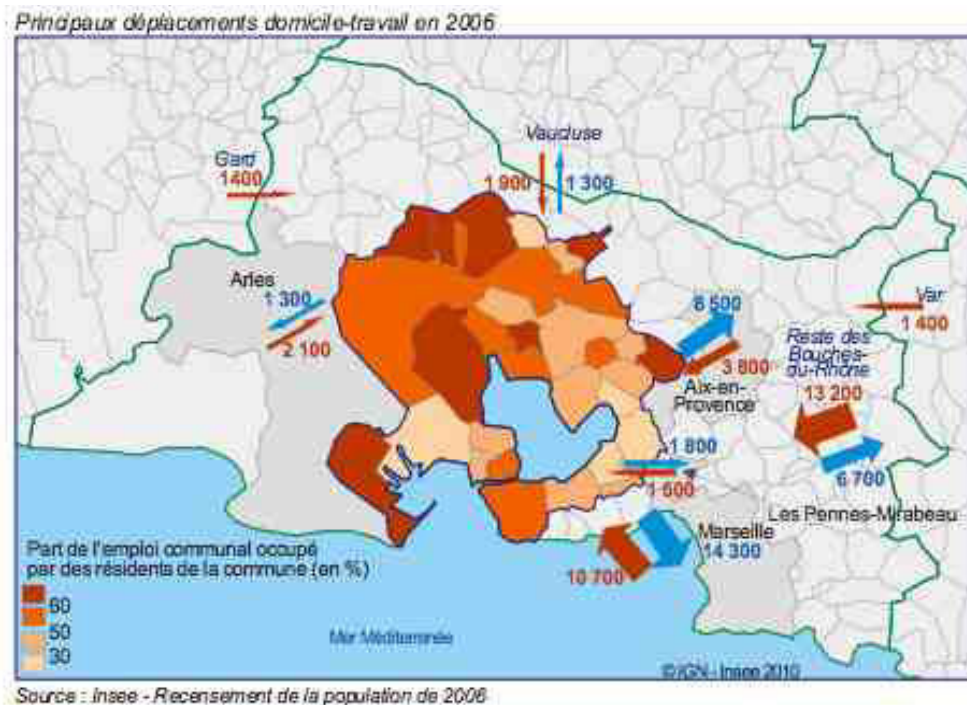 Principaux déplacements domicile-travail en 2006
Vaucluse
Gard
1400
1 900
1 300
Arles
1 300
2 100
8 500
3 800
Aix-en-
Provence
Var
1 400
Reste des
Bouches-
du-Rhône
13 200
6 700
1 800
1 600
Les Pennes-Mirabeau
Marseille
14 300
10 700
Part de l'emploi communal occupé
par des résidents de la commune (en %)
60
50
30
Mer Méditerranée
© IGN - Insee 2010
Source : Insee - Recensement de la population de 2006